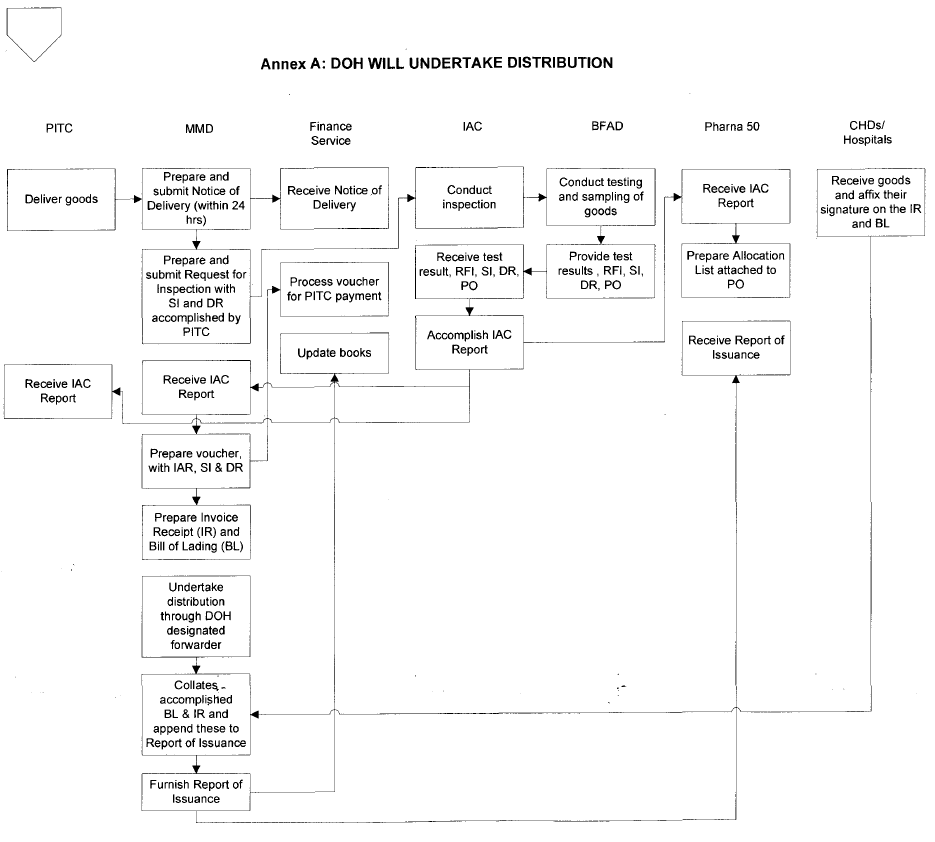 Annex A: DOH WILL UNDERTAKE DISTRIBUTION
PITC
MMD
Finance
Service
IAC
BFAD
Pharna 50
CHDs/
Hospitals
Deliver goods
Prepare and
submit Notice of
Delivery (within 24
hrs)
Receive Notice of
Delivery
Conduct
inspection
Conduct testing
and sampling of
goods
Receive IAC
Report
Receive goods
and affix their
signature on the IR
and BL
Prepare and
submit Request for
Inspection with
SI and DR
accomplished by
PITC
Process voucher
for PITC payment
Receive test
result, RFI, SI, DR,
PO
Provide test
results , RFI, SI,
DR, PO
Prepare Allocation
List attached to
PO
Update books
Accomplish IAC
Report
Receive Report of
Issuance
Receive IAC
Report
Receive IAC
Report
Prepare voucher,
with IAR, SI & DR
Prepare Invoice
Receipt (IR) and
Bill of Lading (BL)
Undertake
distribution
through DOH
designated
forwarder
Collates
accomplished
BL & IR and
append these to
Report of Issuance
Furnish Report of
Issuance